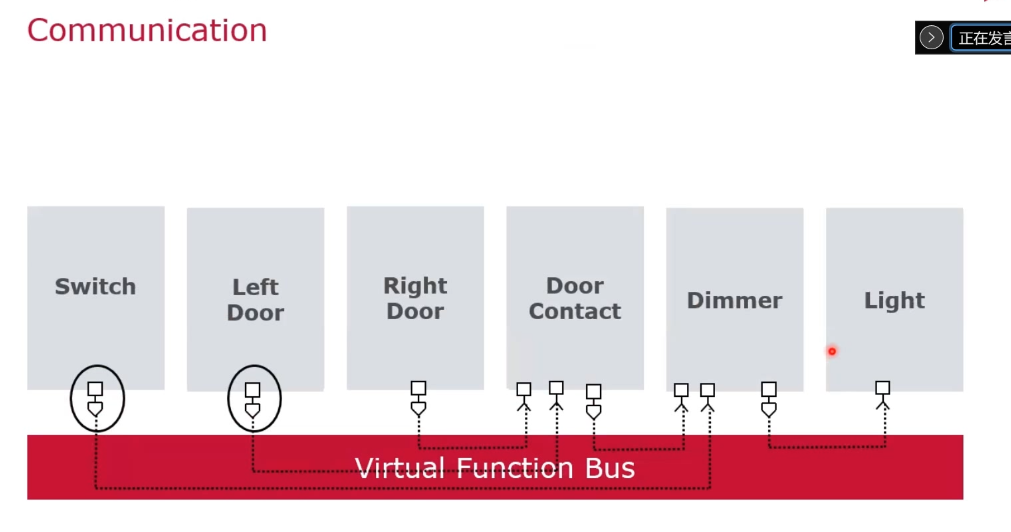 Communication
正在发言
Switch
Left
Door
Right
Door
Door
Contact
Dimmer
Light
Virtual Function Bus